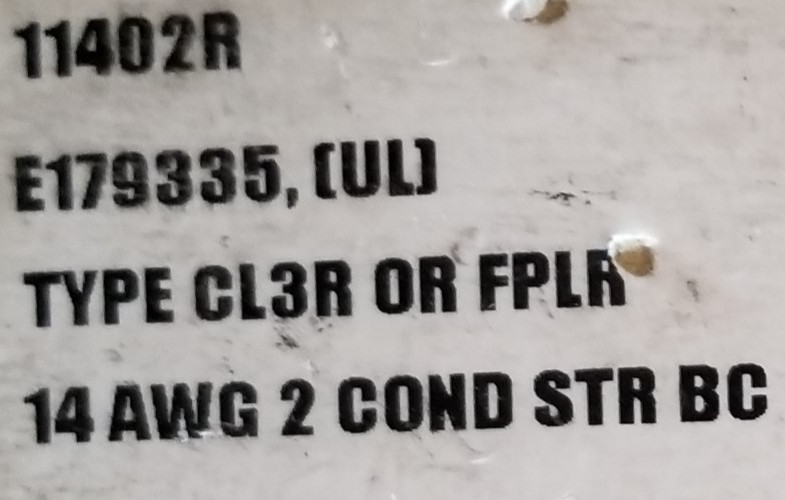 11402R
E179335, (UL)
TYPE CL3R OR FPLR
14 AWG 2 COND STR BC